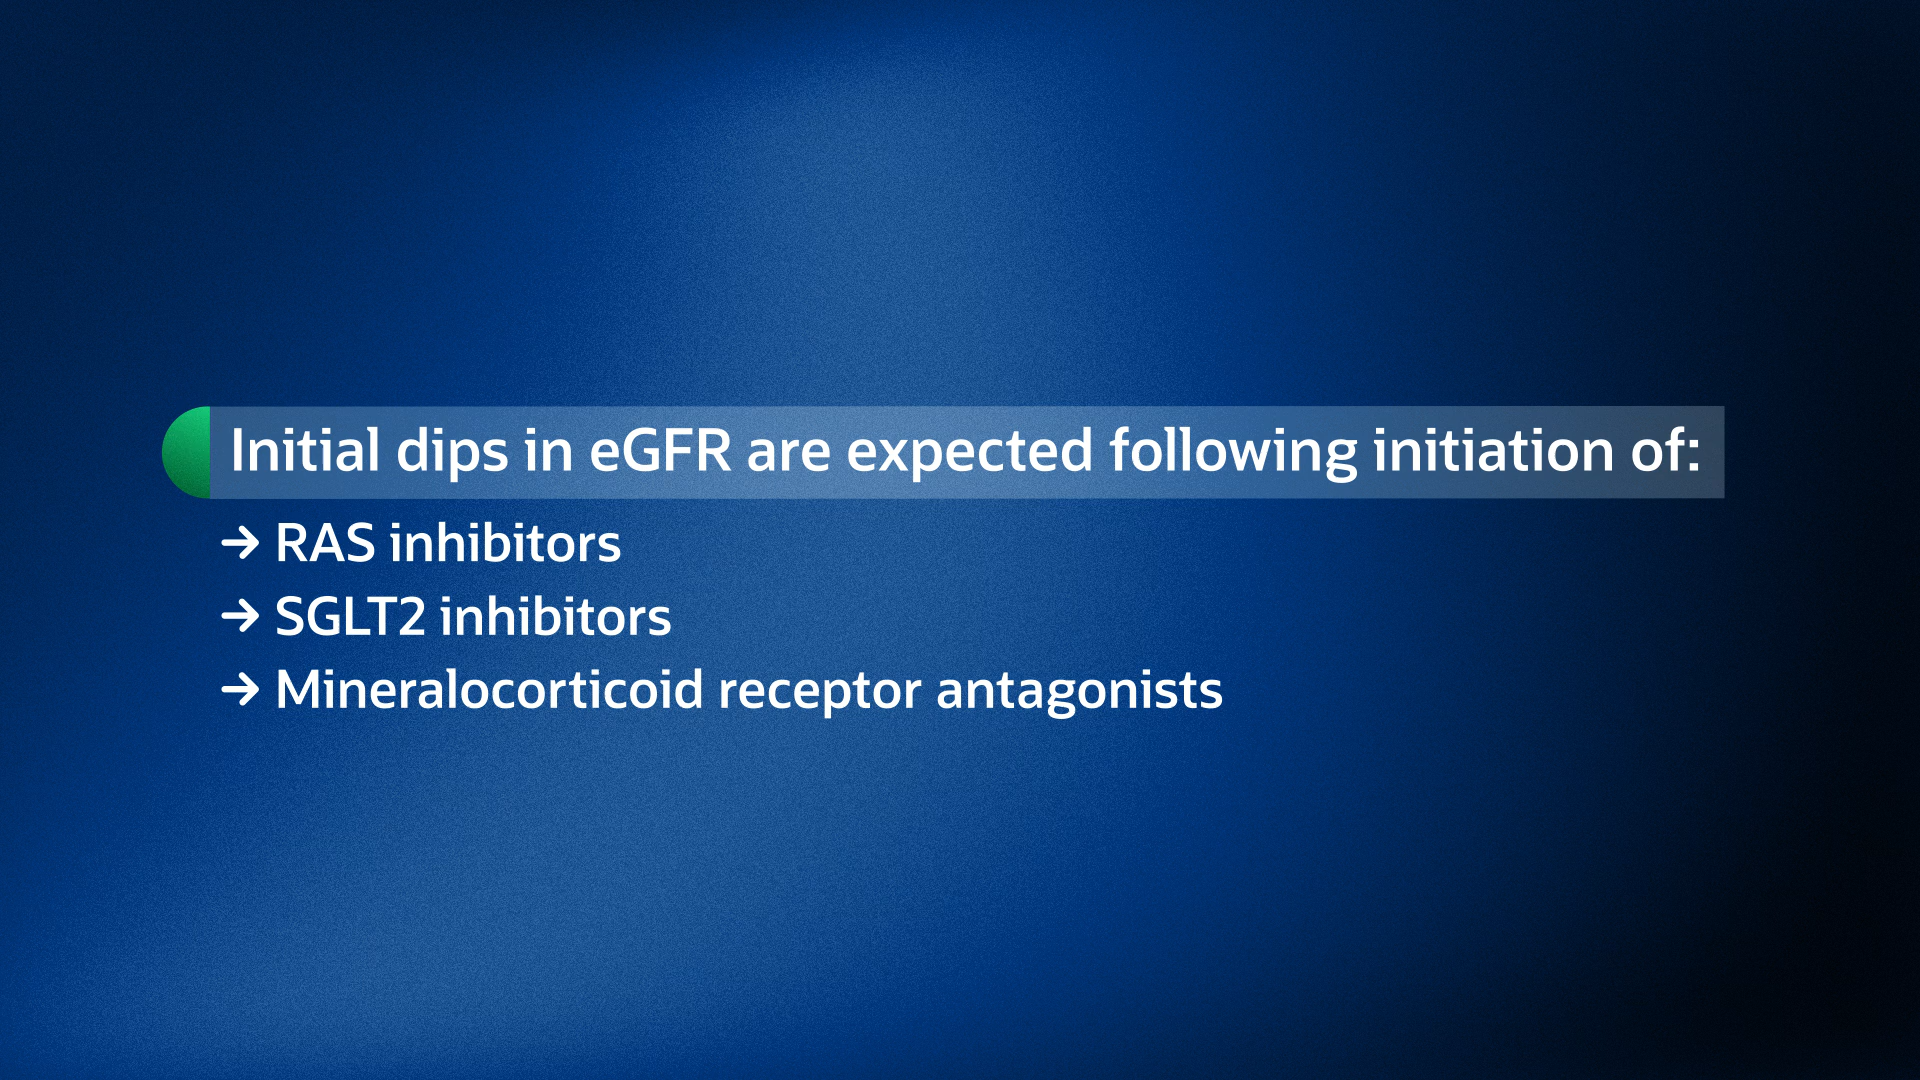 Initial dips in eGFR are expected following initiation of:
→ RAS inhibitors
→ SGLT2 inhibitors
→ Mineralocorticoid receptor antagonists